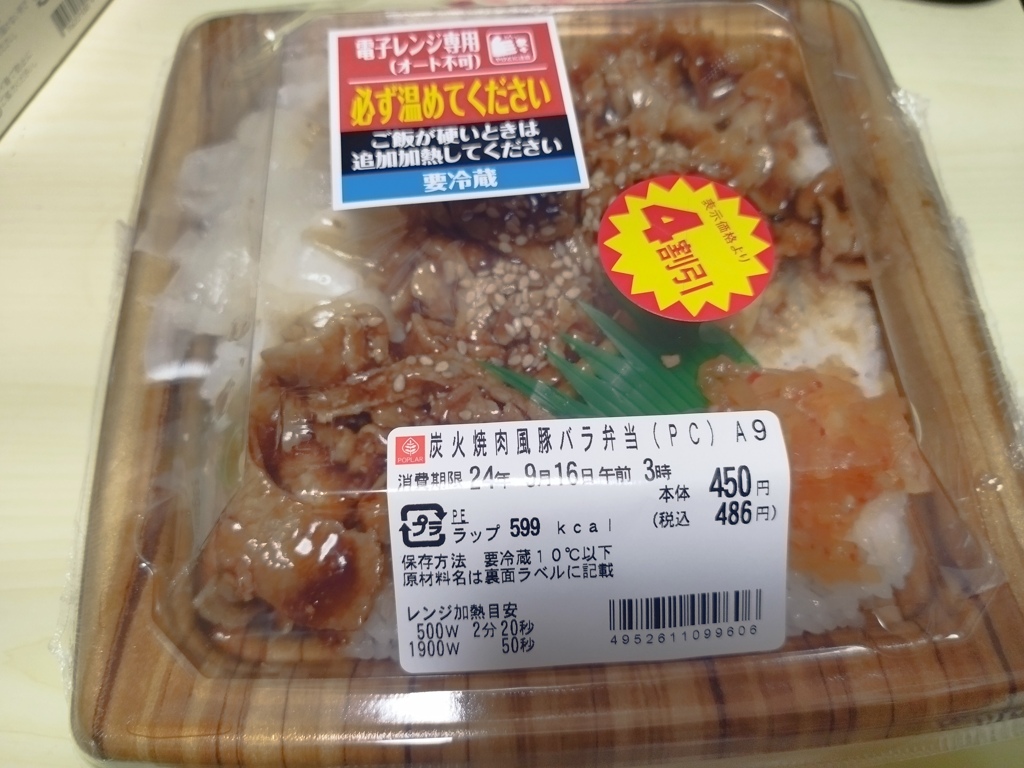 電子レンジ専用
(オート不可)
必ず温めてください
ご飯が硬いときは
追加加熱してください
要冷蔵
表示価格より
4割引
POPLAR
炭火焼肉風豚バラ弁当(PC) A9
消費期限 24年 9月16日午前 3時
本体 450円
(税込 486円)
プラ
PE
ラップ 599 kcal
保存方法 要冷蔵10℃以下
原材料名は裏面ラベルに記載
レンジ加熱目安
500W 2分20秒
1900W 50秒
4952611099606